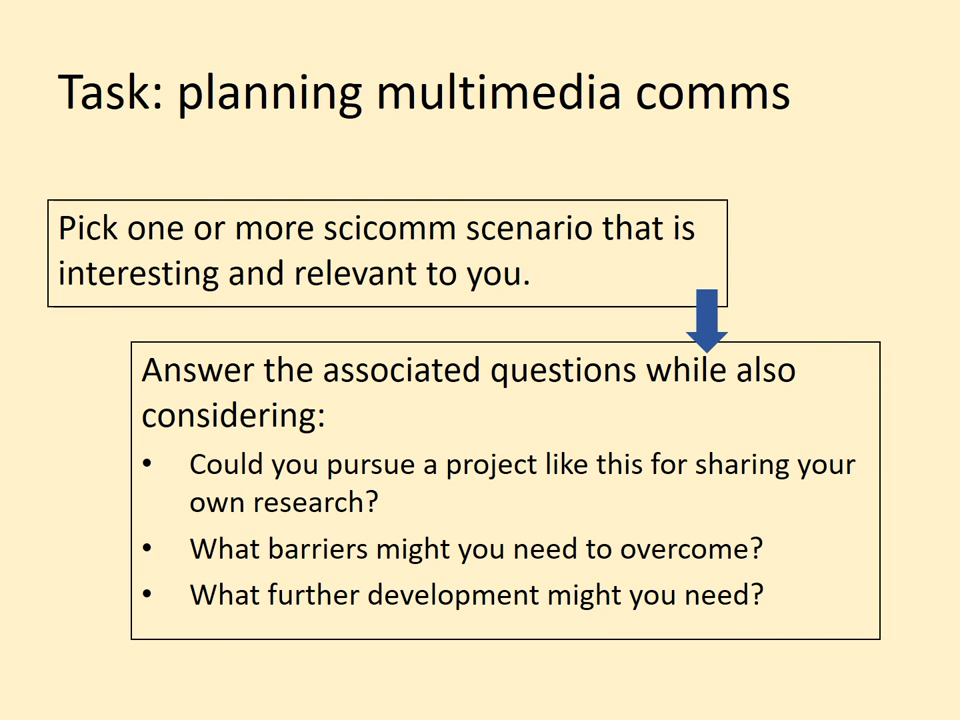 Task: planning multimedia comms
Pick one or more scicomm scenario that is
interesting and relevant to you.
Answer the associated questions while also
considering:
• Could you pursue a project like this for sharing your
own research?
• What barriers might you need to overcome?
• What further development might you need?